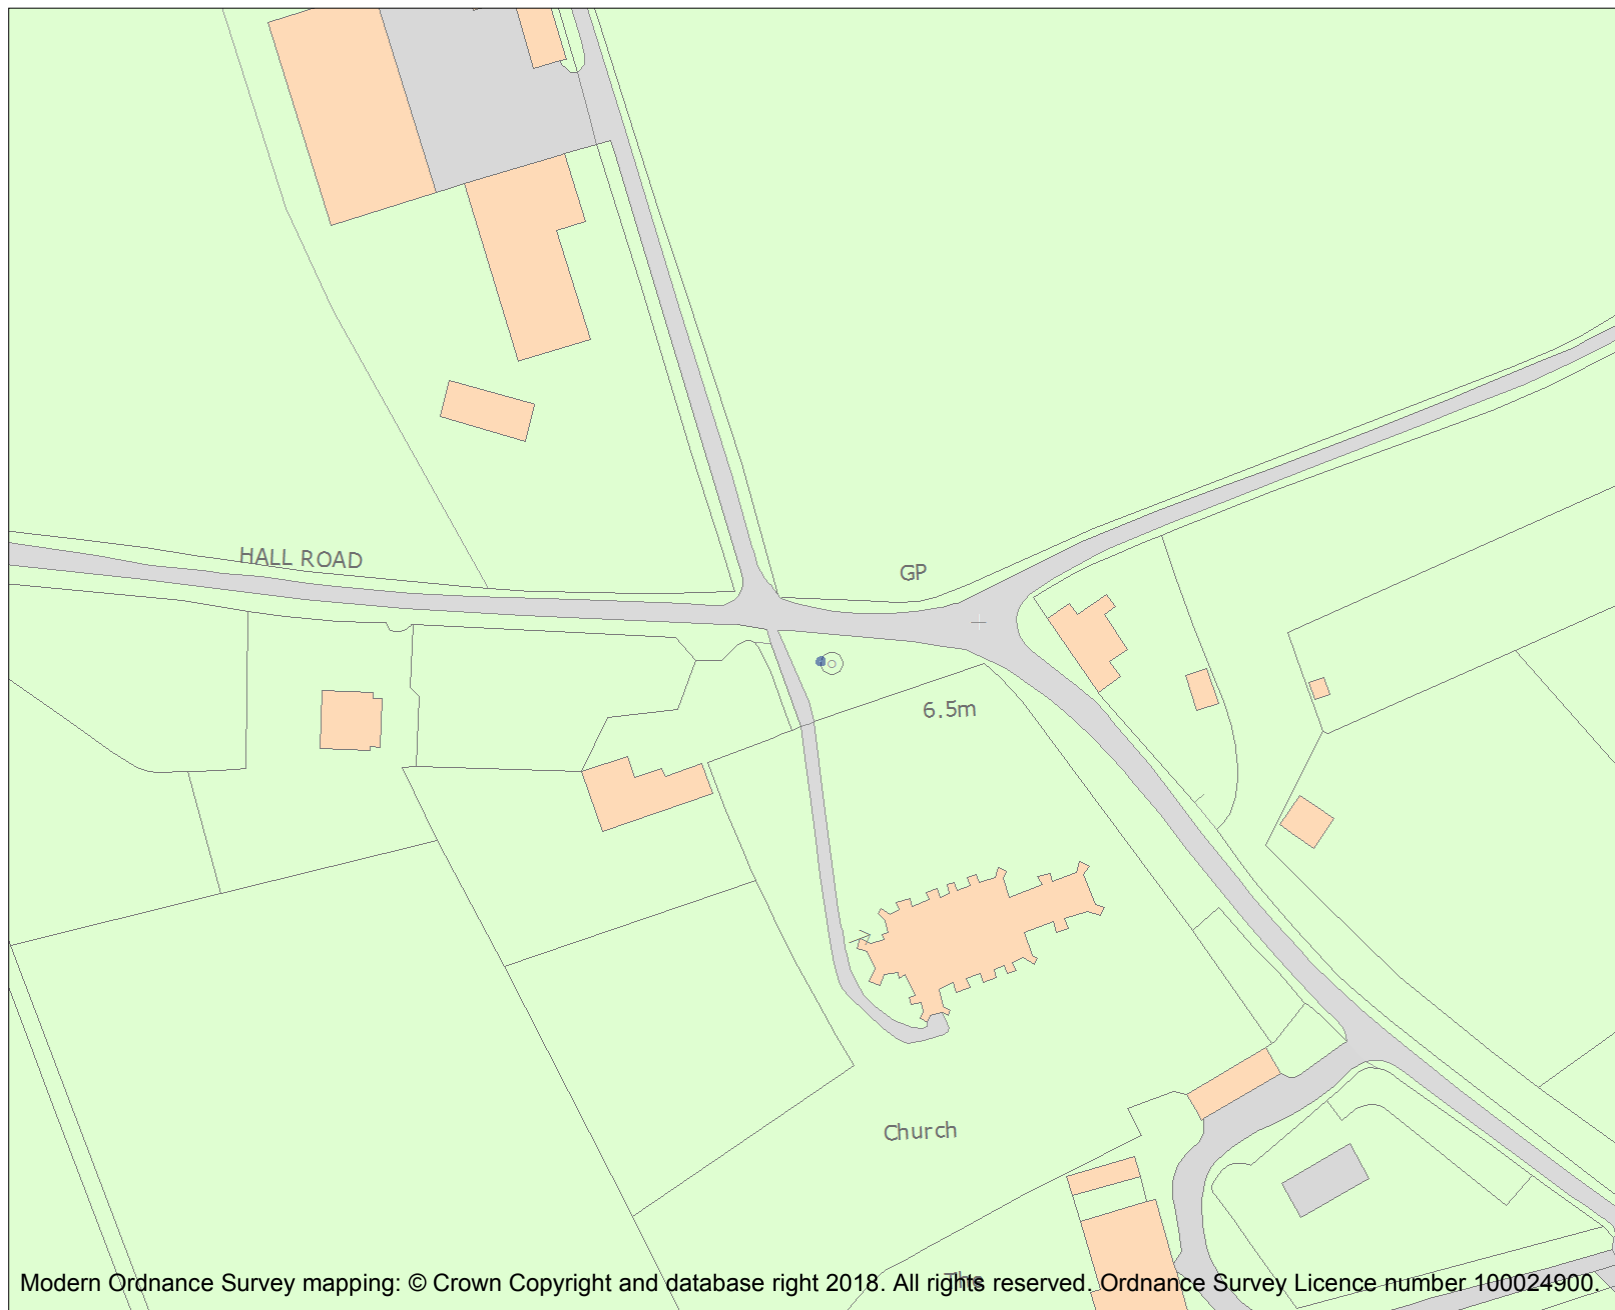 HALL ROAD
GP
6.5m
Church
The
Modern Ordnance Survey mapping: © Crown Copyright and database right 2018. All rights reserved. Ordnance Survey Licence number 100024900.